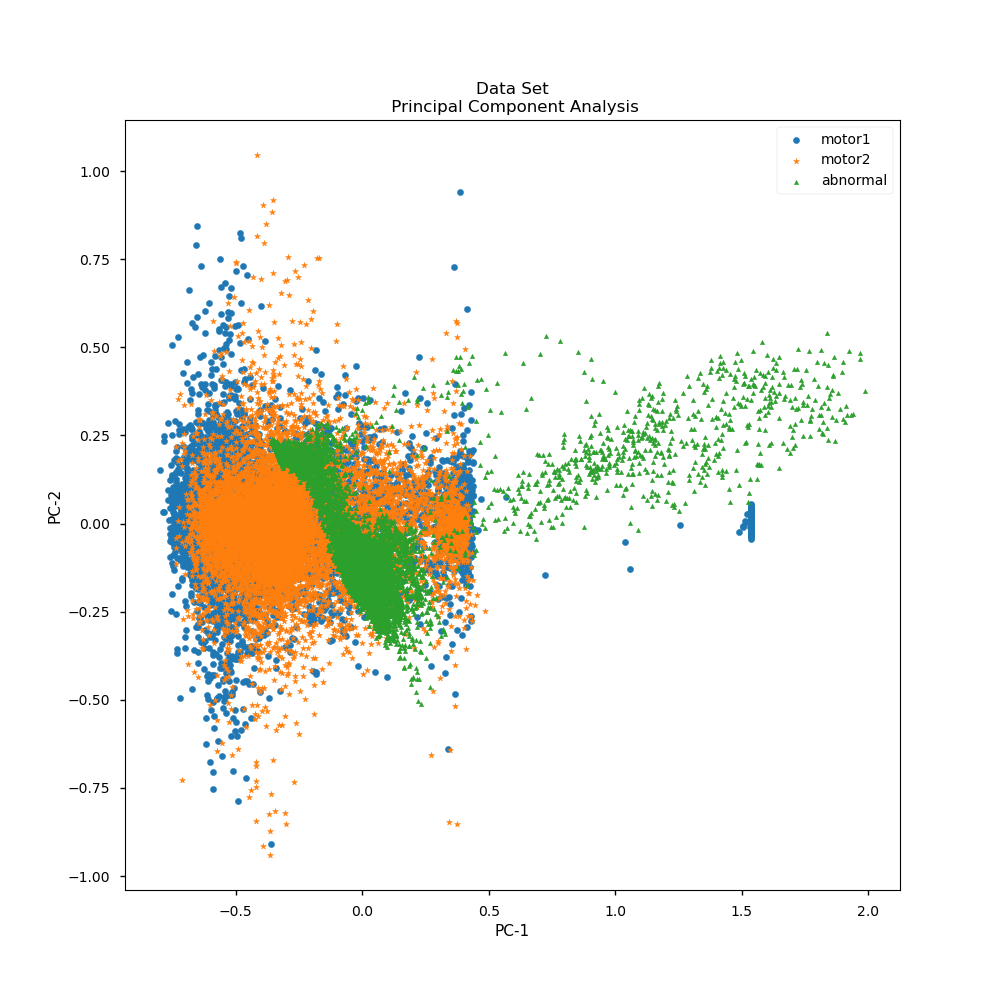 Data Set
Principal Component Analysis
motor1
motor2
abnormal
1.00
0.75
0.50
0.25
0.00
−0.25
−0.50
−0.75
−1.00
PC-2
−0.5
0.0
0.5
1.0
1.5
2.0
PC-1